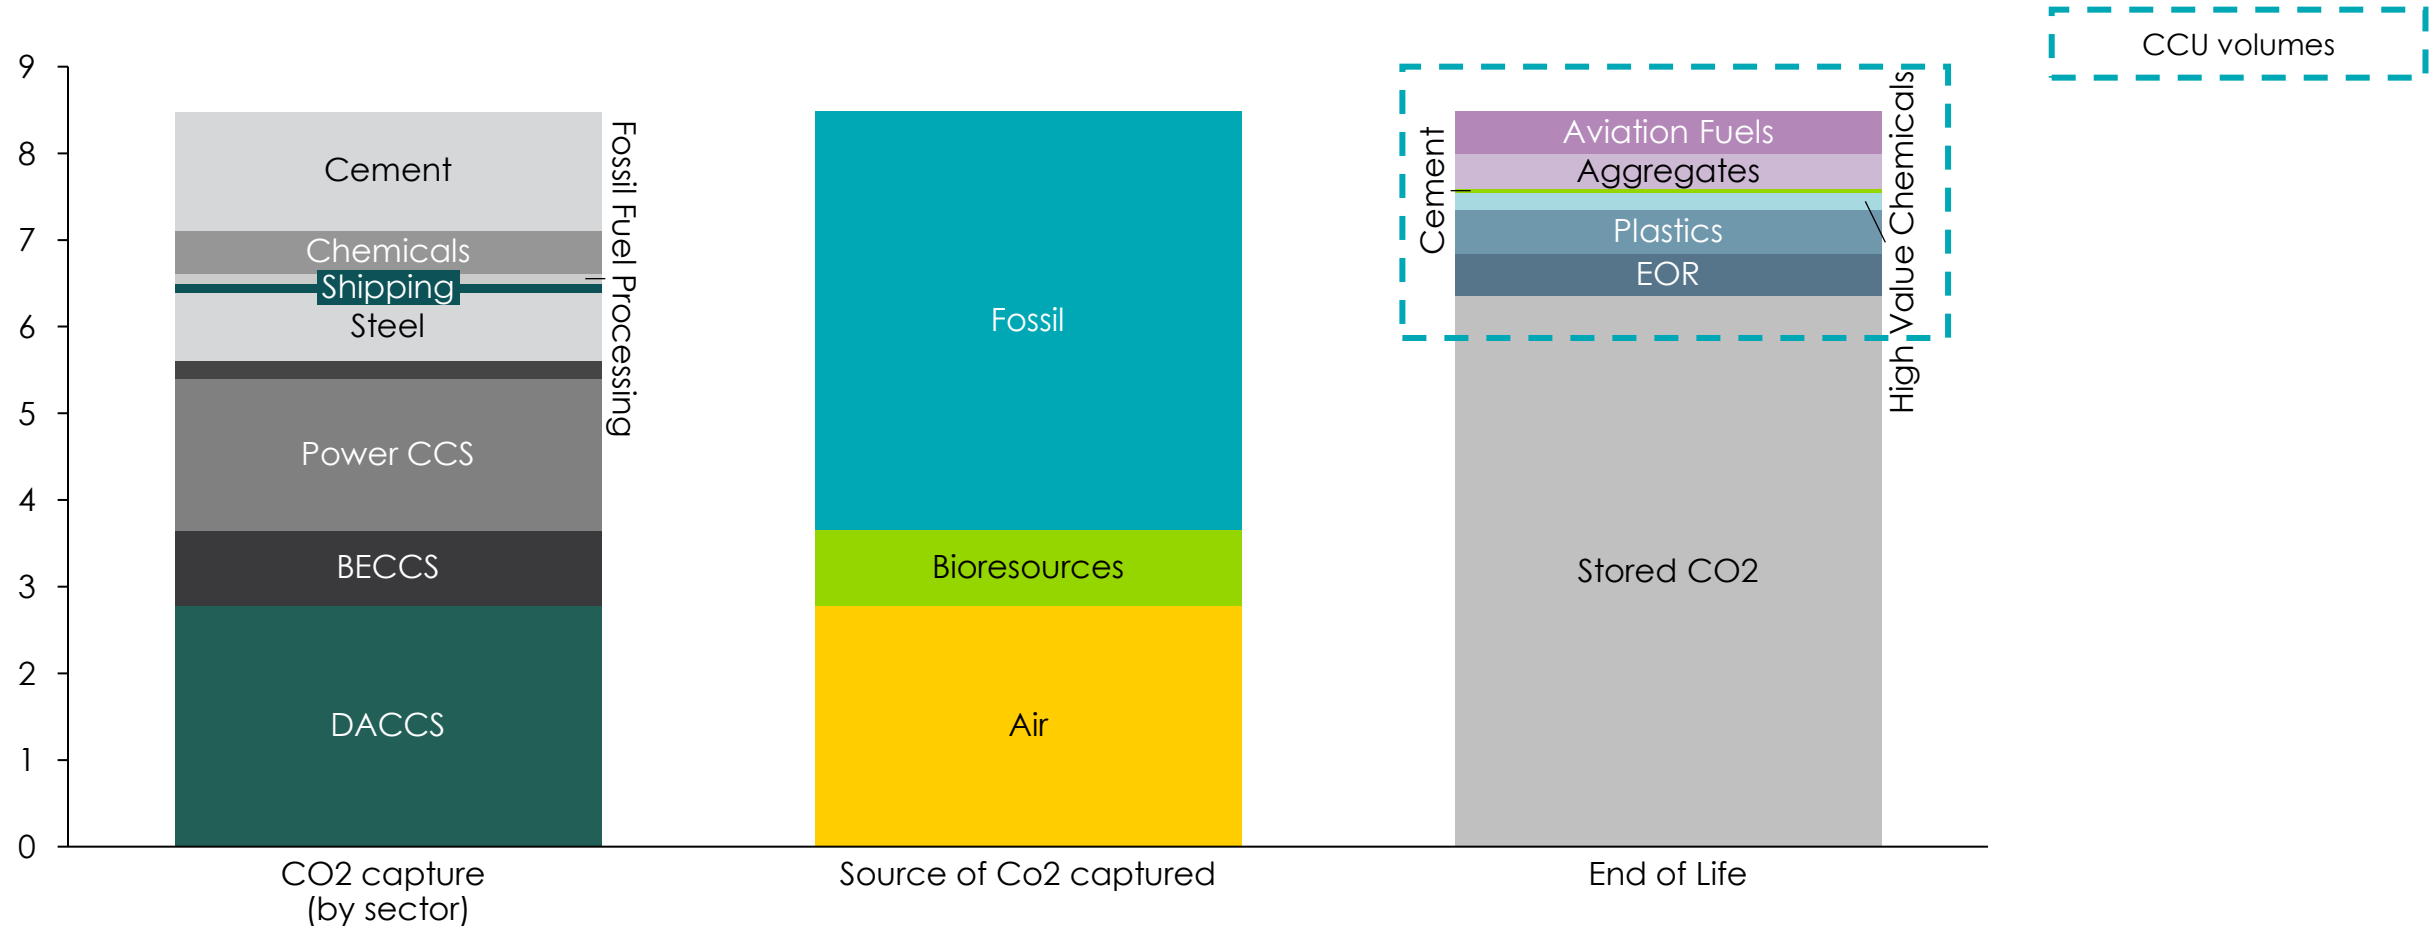 CCU volumes
9
8
7
6
5
4
3
2
1
0
Cement
Chemicals
Shipping
Steel
Power CCS
BECCS
DACCS
Fossil Fuel Processing
Fossil
Bioresources
Air
Cement
Aviation Fuels
Aggregates
Plastics
EOR
Stored CO2
High Value Chemicals
CO2 capture
(by sector)
Source of Co2 captured
End of Life